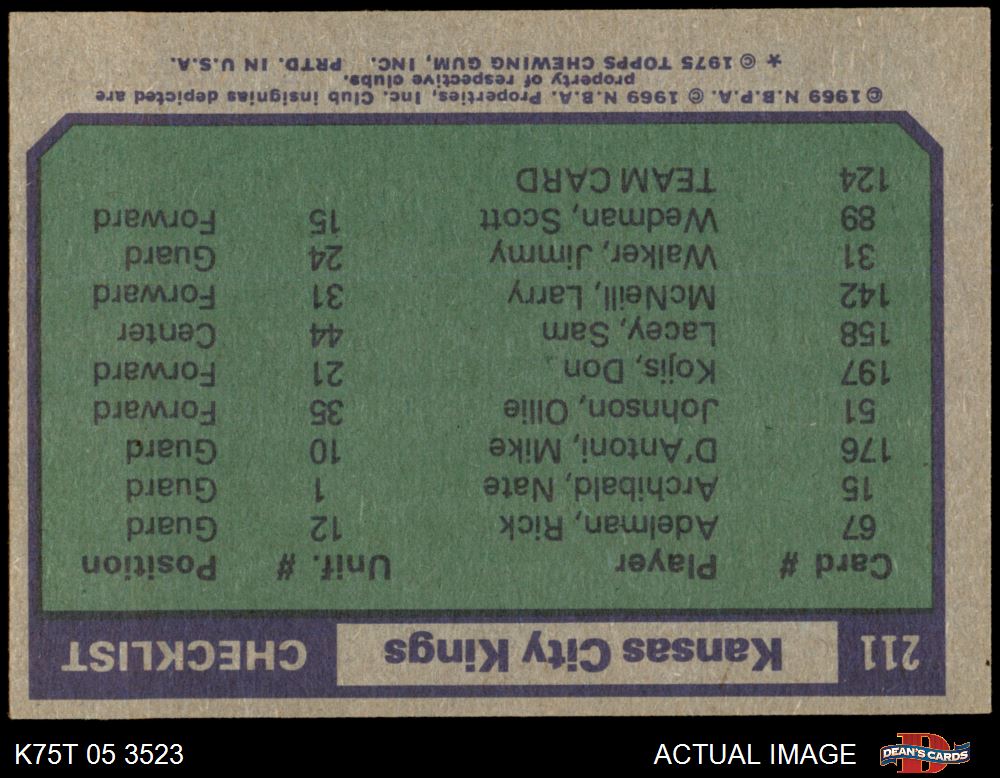 211 Kansas City Kings CHECKLIST
Card # Player Unif. # Position
67 Adelman, Rick 12 Guard
15 Archibald, Nate 1 Guard
176 D'Antoni, Mike 10 Guard
51 Johnson, Ollie 35 Forward
197 Kojis, Don 21 Forward
158 Lacey, Sam 44 Center
142 McNeill, Larry 31 Forward
31 Walker, Jimmy 24 Guard
89 Wedman, Scott 15 Forward
124 TEAM CARD
© 1969 N.B.P.A. © 1969 N.B.A. Properties, Inc. Club insignias depicted are
property of respective clubs.
★ © 1975 TOPPS CHEWING GUM, INC. PRTD. IN U.S.A.
K75T 05 3523 ACTUAL IMAGE DEAN'S CARDS